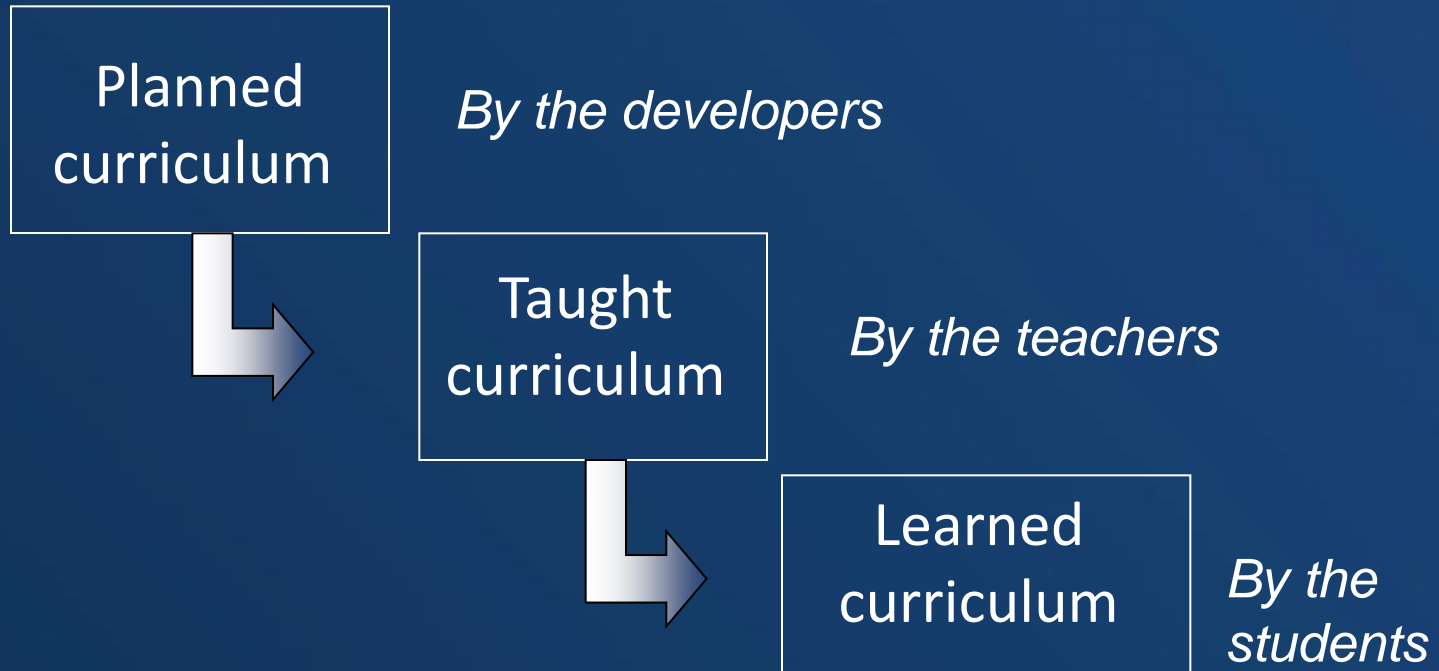 Planned
curriculum
By the developers
Taught
curriculum
By the teachers
Learned
curriculum
By the
students